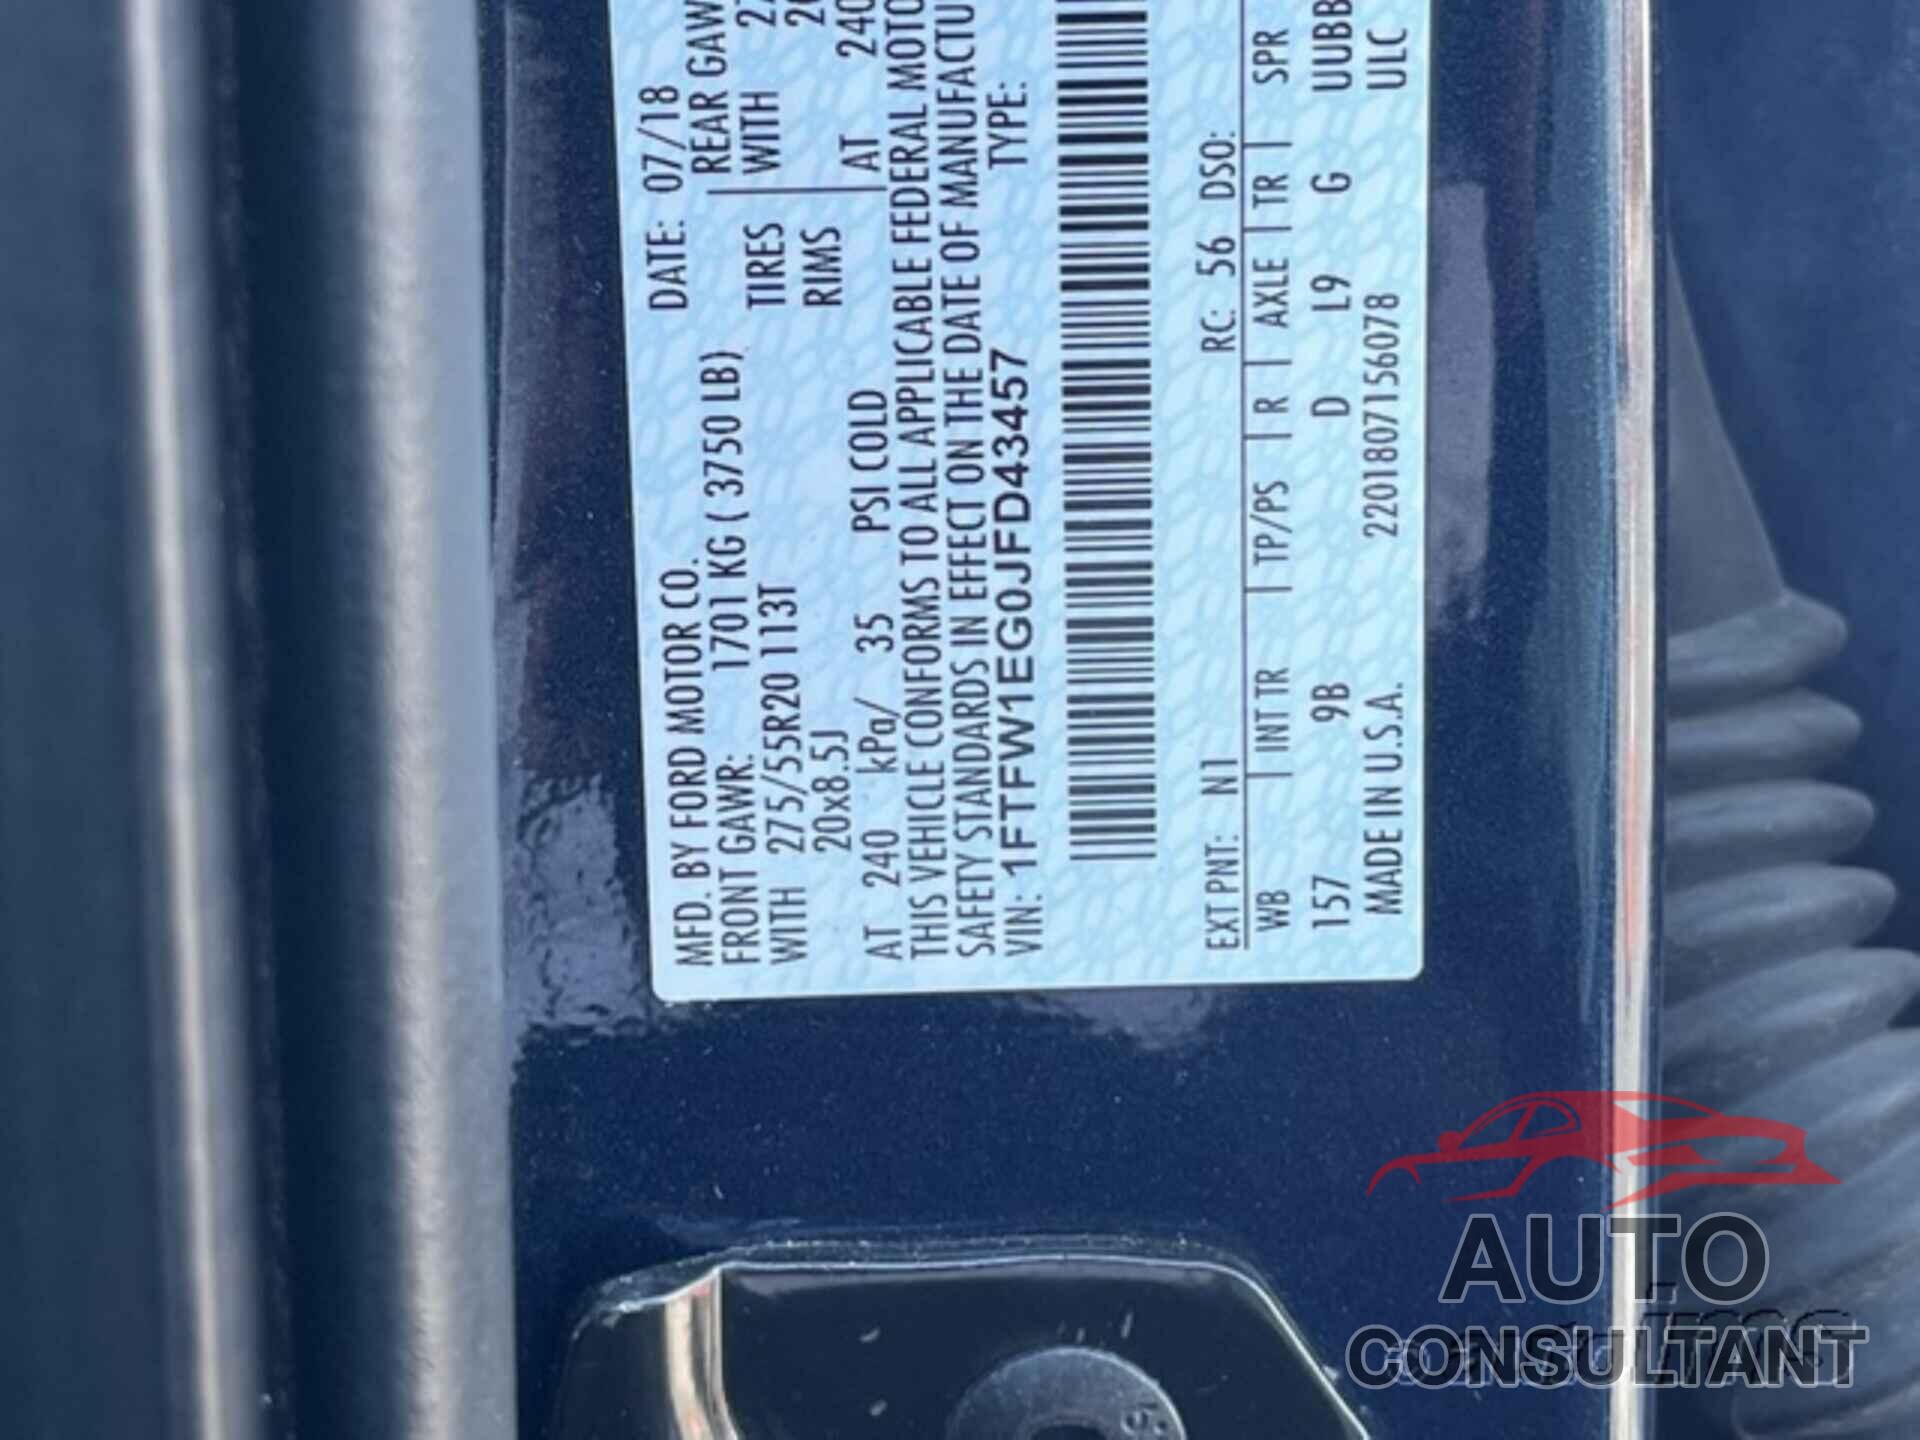 MFD. BY FORD MOTOR CO.
DATE: 07/18
FRONT GAWR: 1701 KG ( 3750 LB)
REAR GAW
WITH 275/55R20 113T
TIRES WITH 27
20x8.5J
RIMS 20
AT 240 kPa/ 35 PSI COLD
AT 240
THIS VEHICLE CONFORMS TO ALL APPLICABLE FEDERAL MOTO
SAFETY STANDARDS IN EFFECT ON THE DATE OF MANUFACTU
VIN: 1FTFW1EG0JFD43457
TYPE:
EXT PNT: N1 RC: 56 DSO:
WB | INT TR | TP/PS | R | AXLE | TR | SPR
157 9B D L9 G UUBB
MADE IN U.S.A. 2201807156078 ULC
AUTO
CONSULTANT